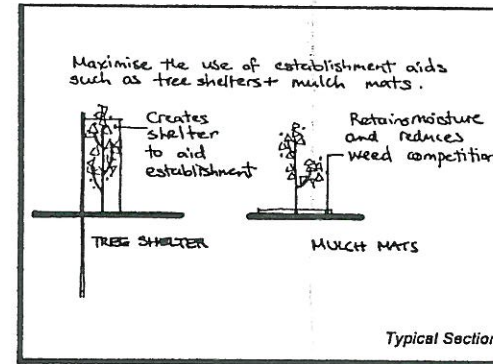 Maximise the use of establishment aids
such as tree shelters + mulch mats.
Creates
shelter
to aid
establishment
Retains moisture
and reduces
weed competition
TREE SHELTER
MULCH MATS
Typical Section